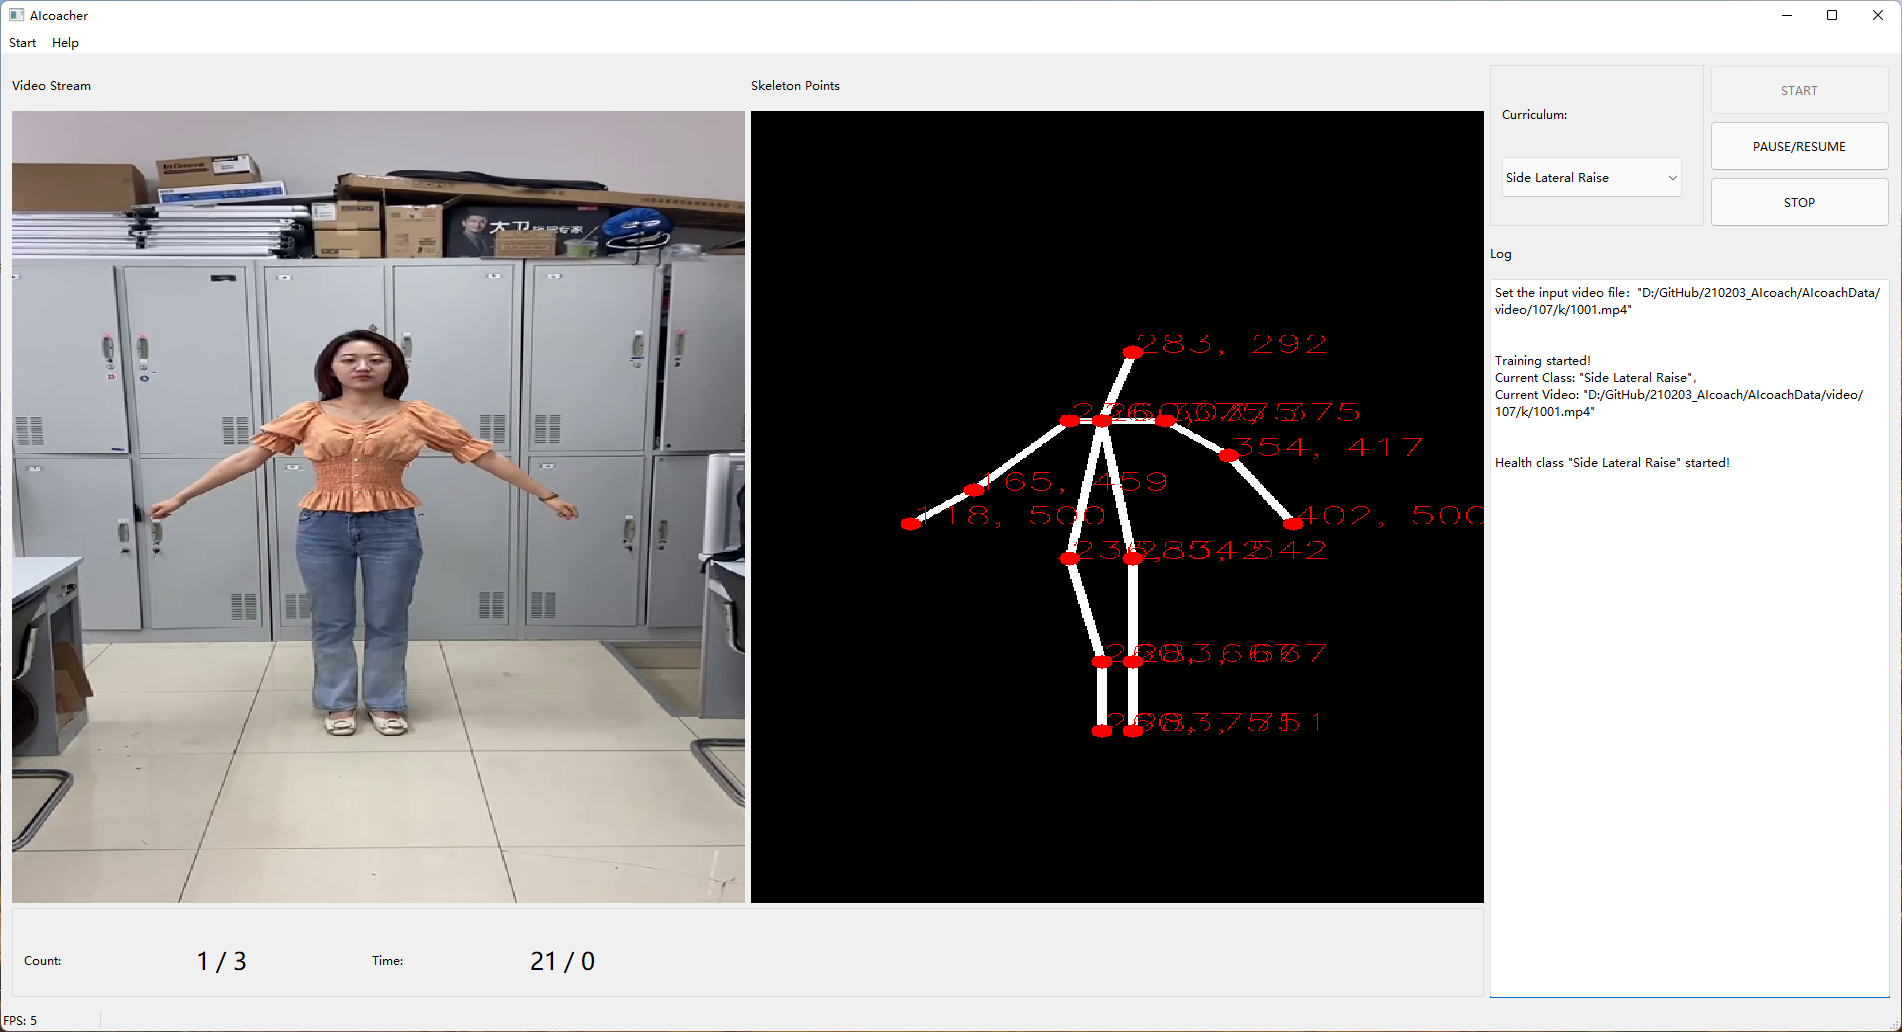 AIcoacher
Start Help
Video Stream
Skeleton Points
Infinova
大卫
283, 292
354, 417
165, 459
118, 500
402, 500
Count:
1 / 3
Time:
21 / 0
FPS: 5
Curriculum:
Side Lateral Raise
START
PAUSE/RESUME
STOP
Log
Set the input video file: "D:/GitHub/210203_AIcoach/AIcoachData/
video/107/k/1001.mp4"
Training started!
Current Class: "Side Lateral Raise",
Current Video: "D:/GitHub/210203_AIcoach/AIcoachData/video/
107/k/1001.mp4"
Health class "Side Lateral Raise" started!